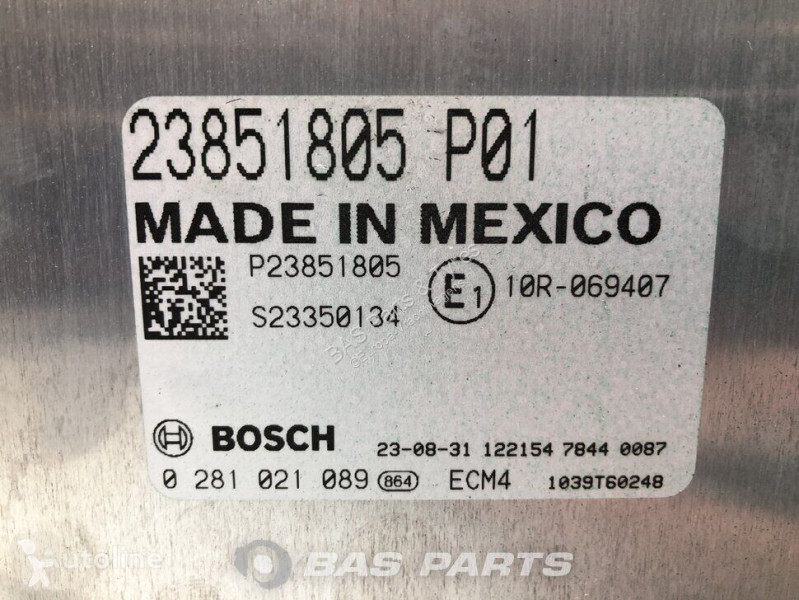 23851805 P01
MADE IN MEXICO
P23851805
S23350134
E1 10R-069407
BOSCH 23-08-31 122154 7844 0087
0 281 021 089 864 ECM4 1039T60248
autoline
BAS PARTS